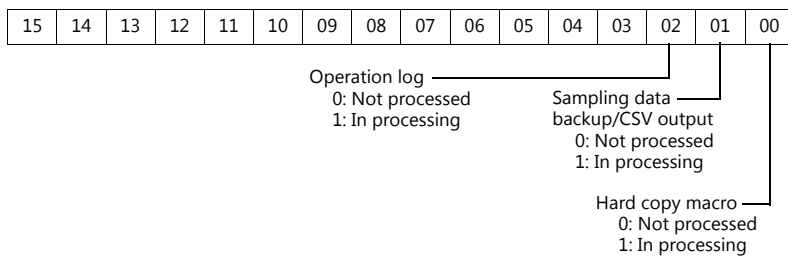 15 14 13 12 11 10 09 08 07 06 05 04 03 02 01 00
Operation log
0: Not processed
1: In processing
Sampling data
backup/CSV output
0: Not processed
1: In processing
Hard copy macro
0: Not processed
1: In processing